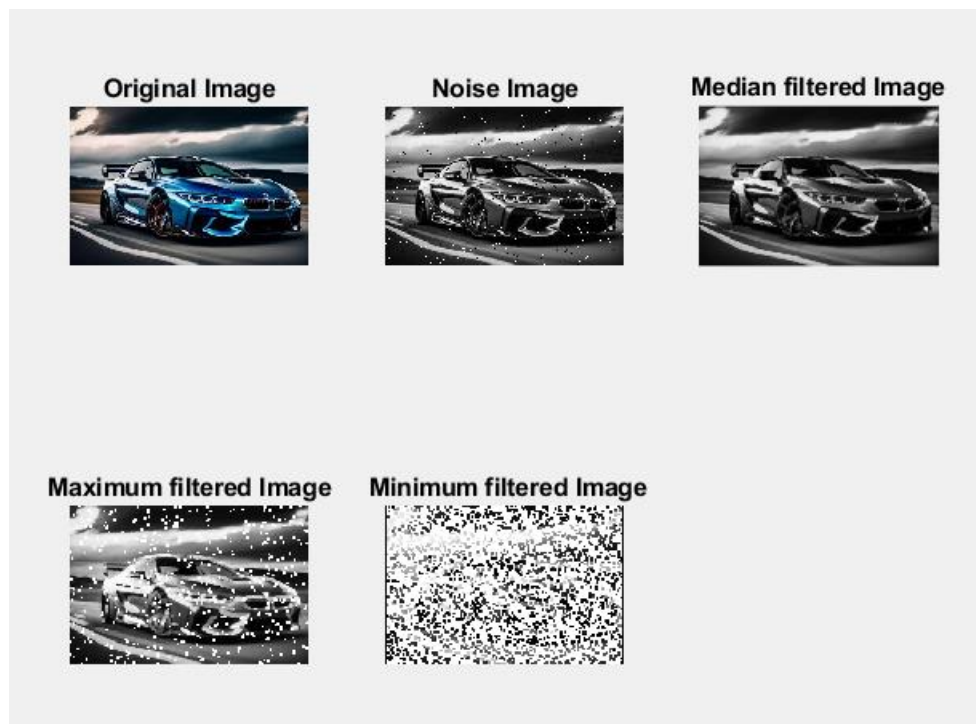 Original Image
Noise Image
Median filtered Image
Maximum filtered Image
Minimum filtered Image